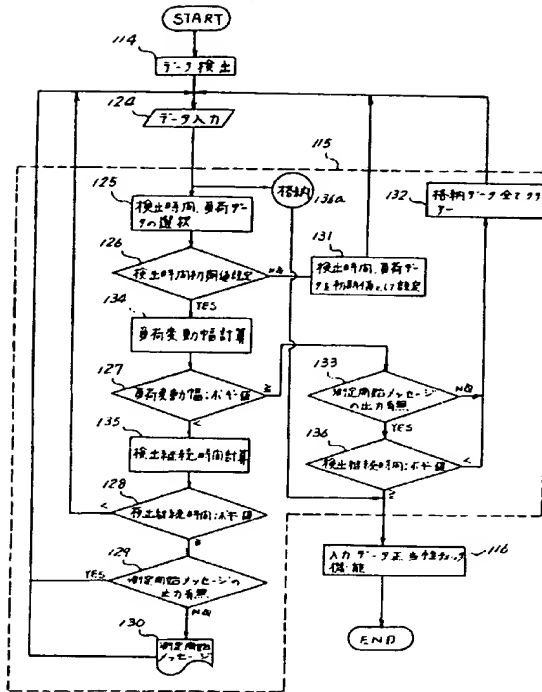 START
114
データ検出
124
データ入力
115
125
検出時間、負荷デー
タの選択
格納
136a
132
格納データ全てクリ
アー
126
検出時間初期値設定
NO
YES
131
検出時間、負荷デー
タを初期値として設定
134
負荷変動幅計算
127
負荷変動幅:ボギー値
≧
<
133
測定開始メッセージ
の出力有無
NO
YES
135
検出継続時間計算
136
検出継続時間:ボギー値
<
≧
128
検出継続時間:ボギー値
<
129
測定開始メッセージの
出力有無
YES
NO
116
入力データ正当性チェック
機能
130
測定開始
メッセージ
END